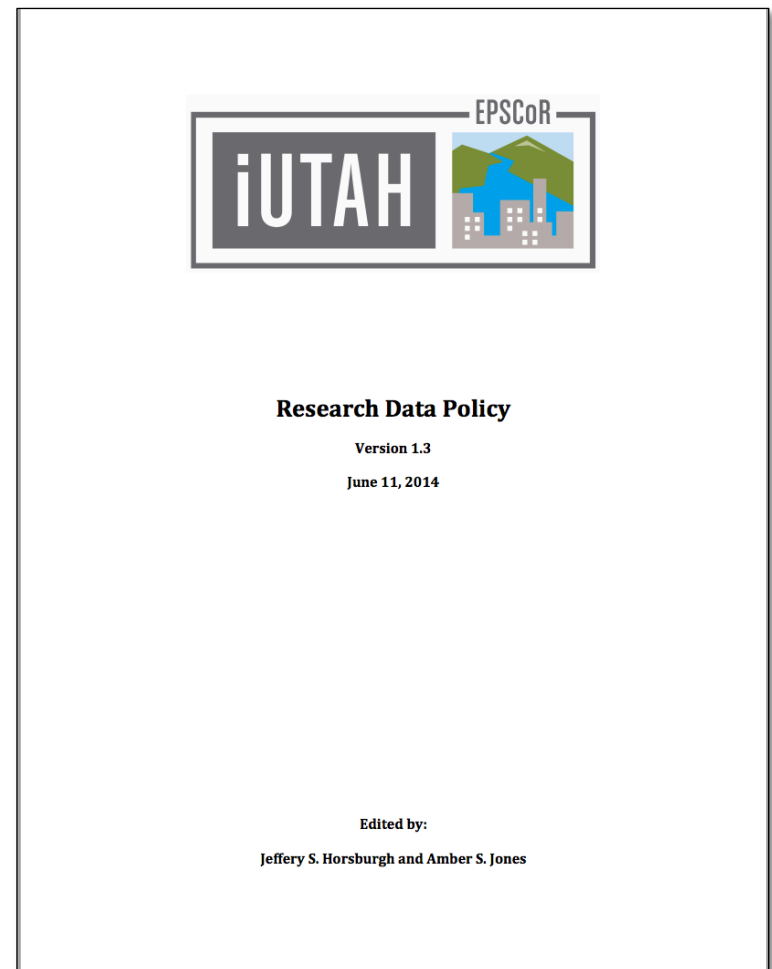 EPSCoR
iUTAH
Research Data Policy
Version 1.3
June 11, 2014
Edited by:
Jeffery S. Horsburgh and Amber S. Jones